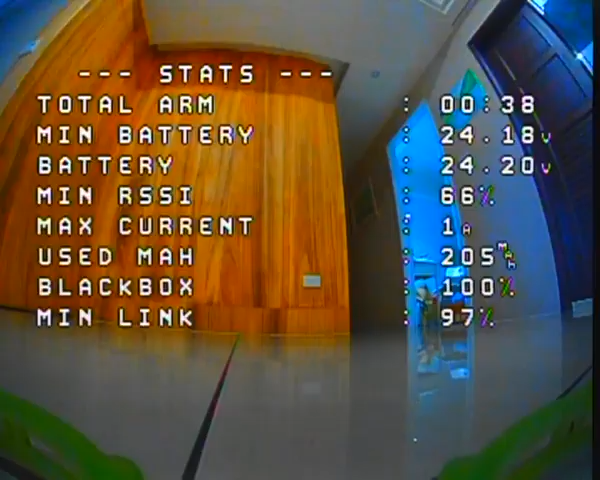 --- STATS ---
TOTAL ARM : 00:38
MIN BATTERY : 24.18V
BATTERY : 24.20V
MIN RSSI : 66%
MAX CURRENT : 1A
USED MAH : 205mAh
BLACKBOX : 100%
MIN LINK : 97%